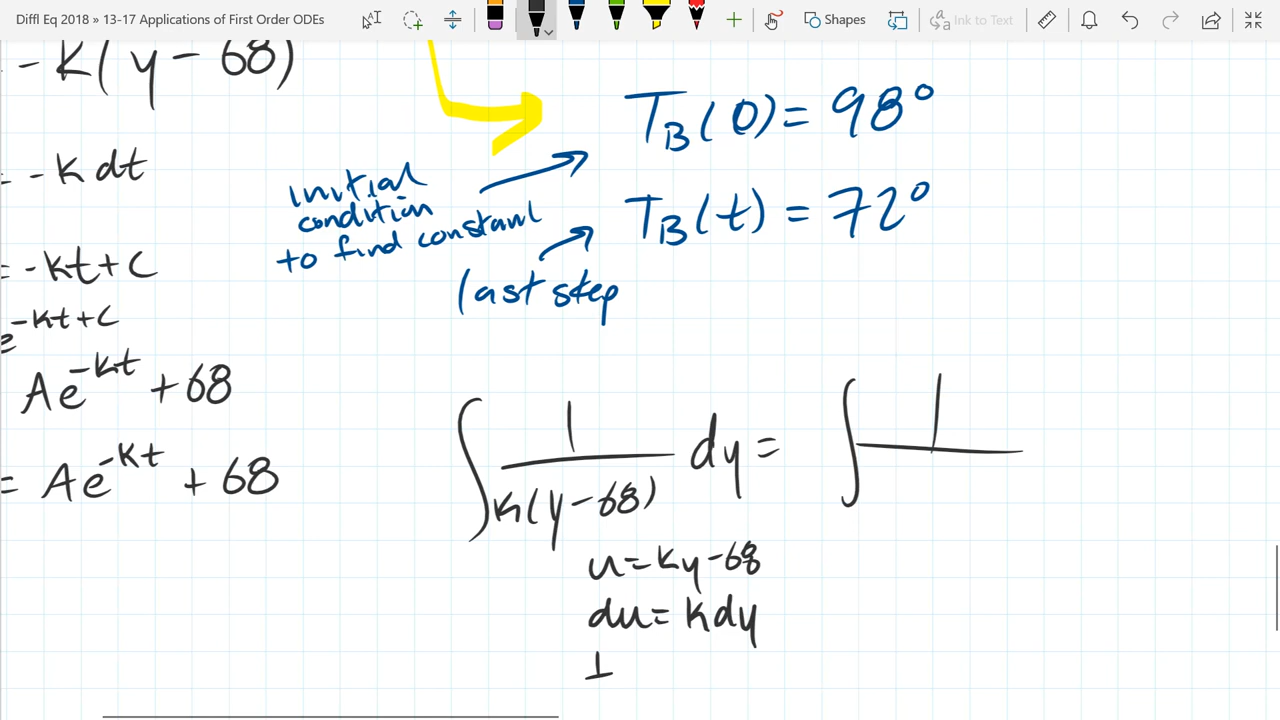 Diffl Eq 2018 » 13-17 Applications of First Order ODEs
Shapes
Link to Text
- K(y-68)
= -k dt
= -kt+c
e^{-kt+c}
Ae^{-kt} +68
= Ae^{-kt} + 68
T_B(0) = 98°
initial
condition
to find constant
T_B(t) = 72°
last step
∫ 1/(k(y-68)) dy = ∫ 1/
u = ky-68
du = k dy
1